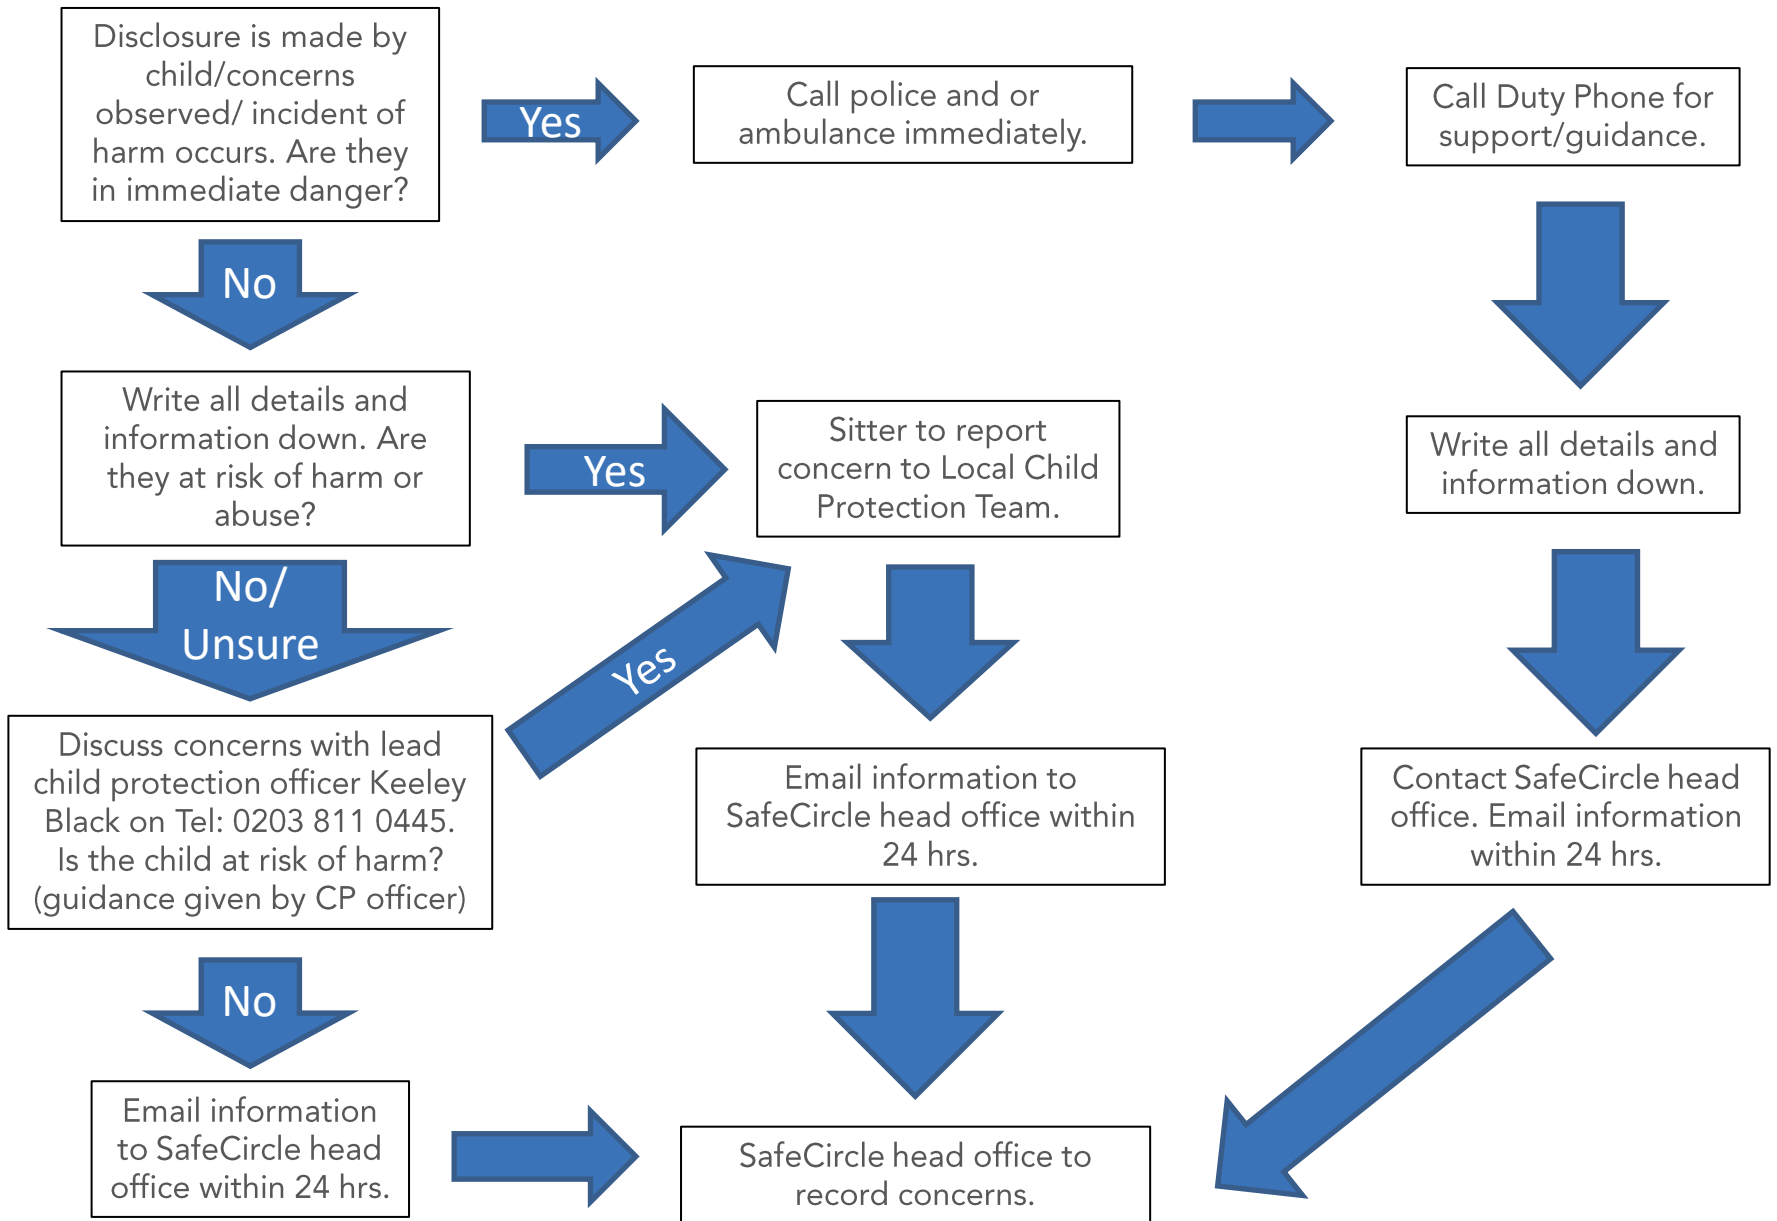 Disclosure is made by
child/concerns
observed/ incident of
harm occurs. Are they
in immediate danger?
Yes
Call police and or
ambulance immediately.
Call Duty Phone for
support/guidance.
No
Write all details and
information down. Are
they at risk of harm or
abuse?
Yes
Sitter to report
concern to Local Child
Protection Team.
Write all details and
information down.
No/
Unsure
Yes
Discuss concerns with lead
child protection officer Keeley
Black on Tel: 0203 811 0445.
Is the child at risk of harm?
(guidance given by CP officer)
Email information to
SafeCircle head office within
24 hrs.
Contact SafeCircle head
office. Email information
within 24 hrs.
No
Email information
to SafeCircle head
office within 24 hrs.
SafeCircle head office to
record concerns.